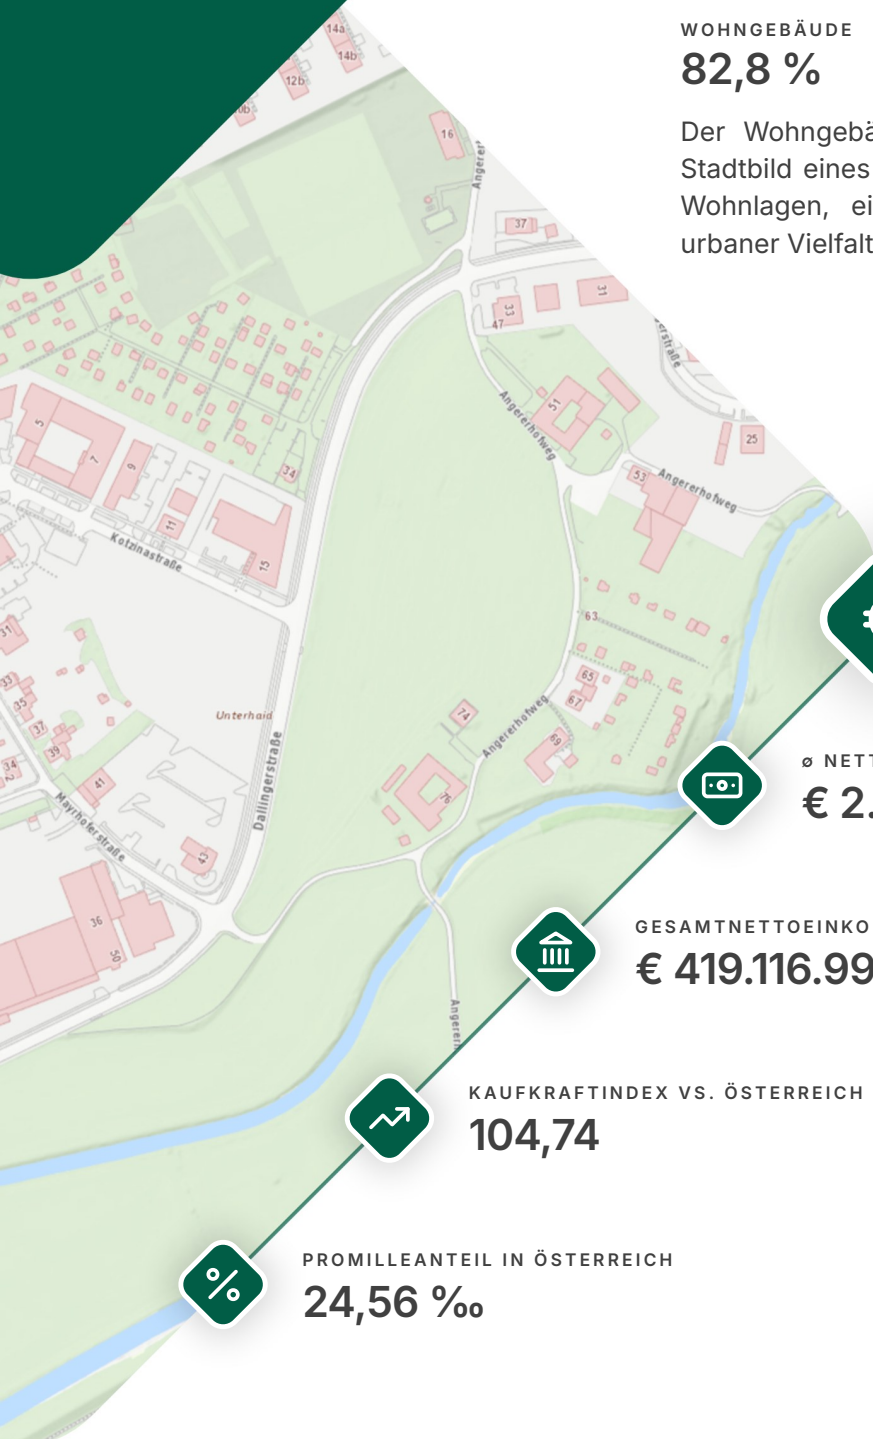 WOHNGEBÄUDE
82,8 %
Der Wohngebä
Stadtbild eines
Wohnlagen, ei
urbaner Vielfalt
14a
14b
12b
16
37
31
33
47
51
25
53
Angererhofweg
Angererhofweg
5
7
9
34
11
15
Kotzinastraße
31
63
33
35
65
67
Unterhaid
37
74
Angererhofweg
39
69
34
41
76
Dallingerstraße
Mayrhoferstraße
43
36
50
ø NETT
€ 2.
GESAMTNETTOEINKO
€ 419.116.99
KAUFKRAFTINDEX VS. ÖSTERREICH
104,74
PROMILLEANTEIL IN ÖSTERREICH
24,56 ‰